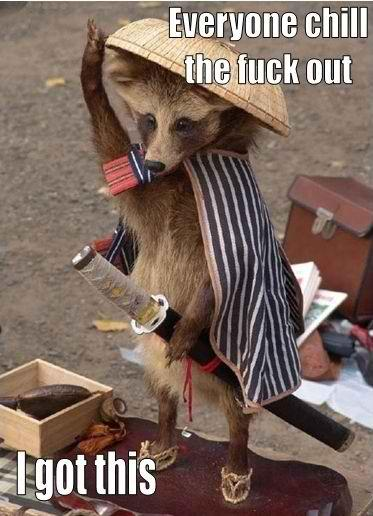 Everyone chill
the fuck out
I got this